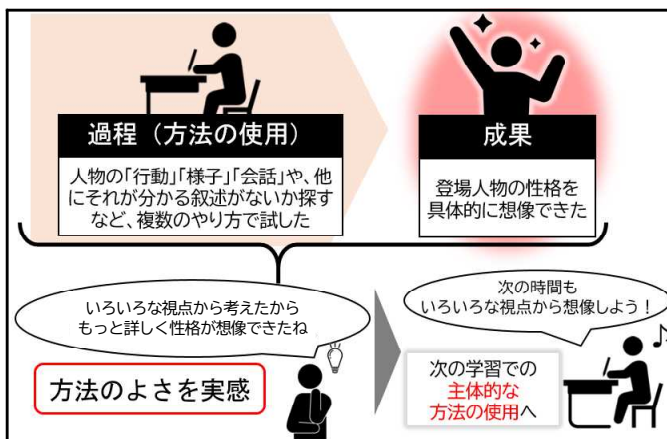 過程（方法の使用）
人物の「行動」「様子」「会話」や、他
にそれが分かる叙述がないか探す
など、複数のやり方で試した
成果
登場人物の性格を
具体的に想像できた
いろいろな視点から考えたから
もっと詳しく性格が想像できたね
方法のよさを実感
次の時間も
いろいろな視点から想像しよう！
次の学習での
主体的な
方法の使用へ